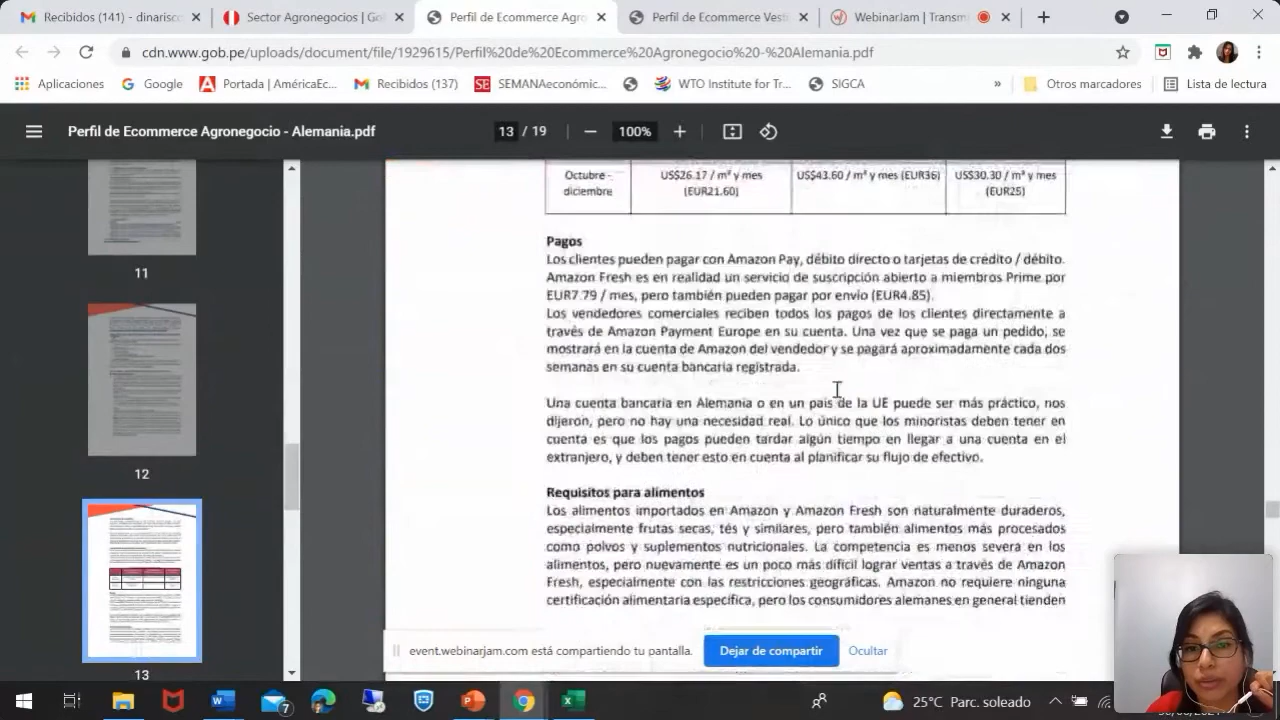 Recibidos (141) - dinarisco
Sector Agronegocios | Go
Perfil de Ecommerce Agro
Perfil de Ecommerce Vesti
WebinarJam | Transmi
cdn.www.gob.pe/uploads/document/file/1929615/Perfil%20de%20Ecommerce%20Agronegocio%20-%20Alemania.pdf
Aplicaciones
Google
Portada | AméricaEc...
Recibidos (137)
SEMANAeconómic...
WTO Institute for Tr...
SIGCA
»
Otros marcadores
Lista de lectura
Perfil de Ecommerce Agronegocio - Alemania.pdf
13 / 19
100%
11
12
13
Octubre - diciembre
US$26.17 / m³ y mes (EUR21.60)
US$43.60 / m³ y mes (EUR36)
US$30.30 / m³ y mes (EUR25)
Pagos
Los clientes pueden pagar con Amazon Pay, débito directo o tarjetas de crédito / débito.
Amazon Fresh es en realidad un servicio de suscripción abierto a miembros Prime por
EUR7.79 / mes, pero también pueden pagar por envío (EUR4.85).
Los vendedores comerciales reciben todos los pagos de los clientes directamente a
través de Amazon Payment Europe en su cuenta. Una vez que se paga un pedido, se
mostrará en la cuenta de Amazon del vendedor y se pagará aproximadamente cada dos
semanas en su cuenta bancaria registrada.
Una cuenta bancaria en Alemania o en un país de la UE puede ser más práctico, nos
dijeron, pero no hay una necesidad real. Lo único que los minoristas deben tener en
cuenta es que los pagos pueden tardar algún tiempo en llegar a una cuenta en el
extranjero, y deben tener esto en cuenta al planificar su flujo de efectivo.
Requisitos para alimentos
Los alimentos importados en Amazon y Amazon Fresh son naturalmente duraderos,
especialmente frutas secas, tés y similares, pero también alimentos más procesados
como polvos y suplementos nutricionales. La competencia es menos severa en los
alimentos, pero nuevamente es un poco más difícil lograr ventas a través de Amazon
Fresh, especialmente con las restricciones geográficas. Amazon no requiere ninguna
certificación alimentaria específica, pero los consumidores alemanes en general tienden
event.webinarjam.com está compartiendo tu pantalla.
Dejar de compartir
Ocultar
25°C Parc. soleado